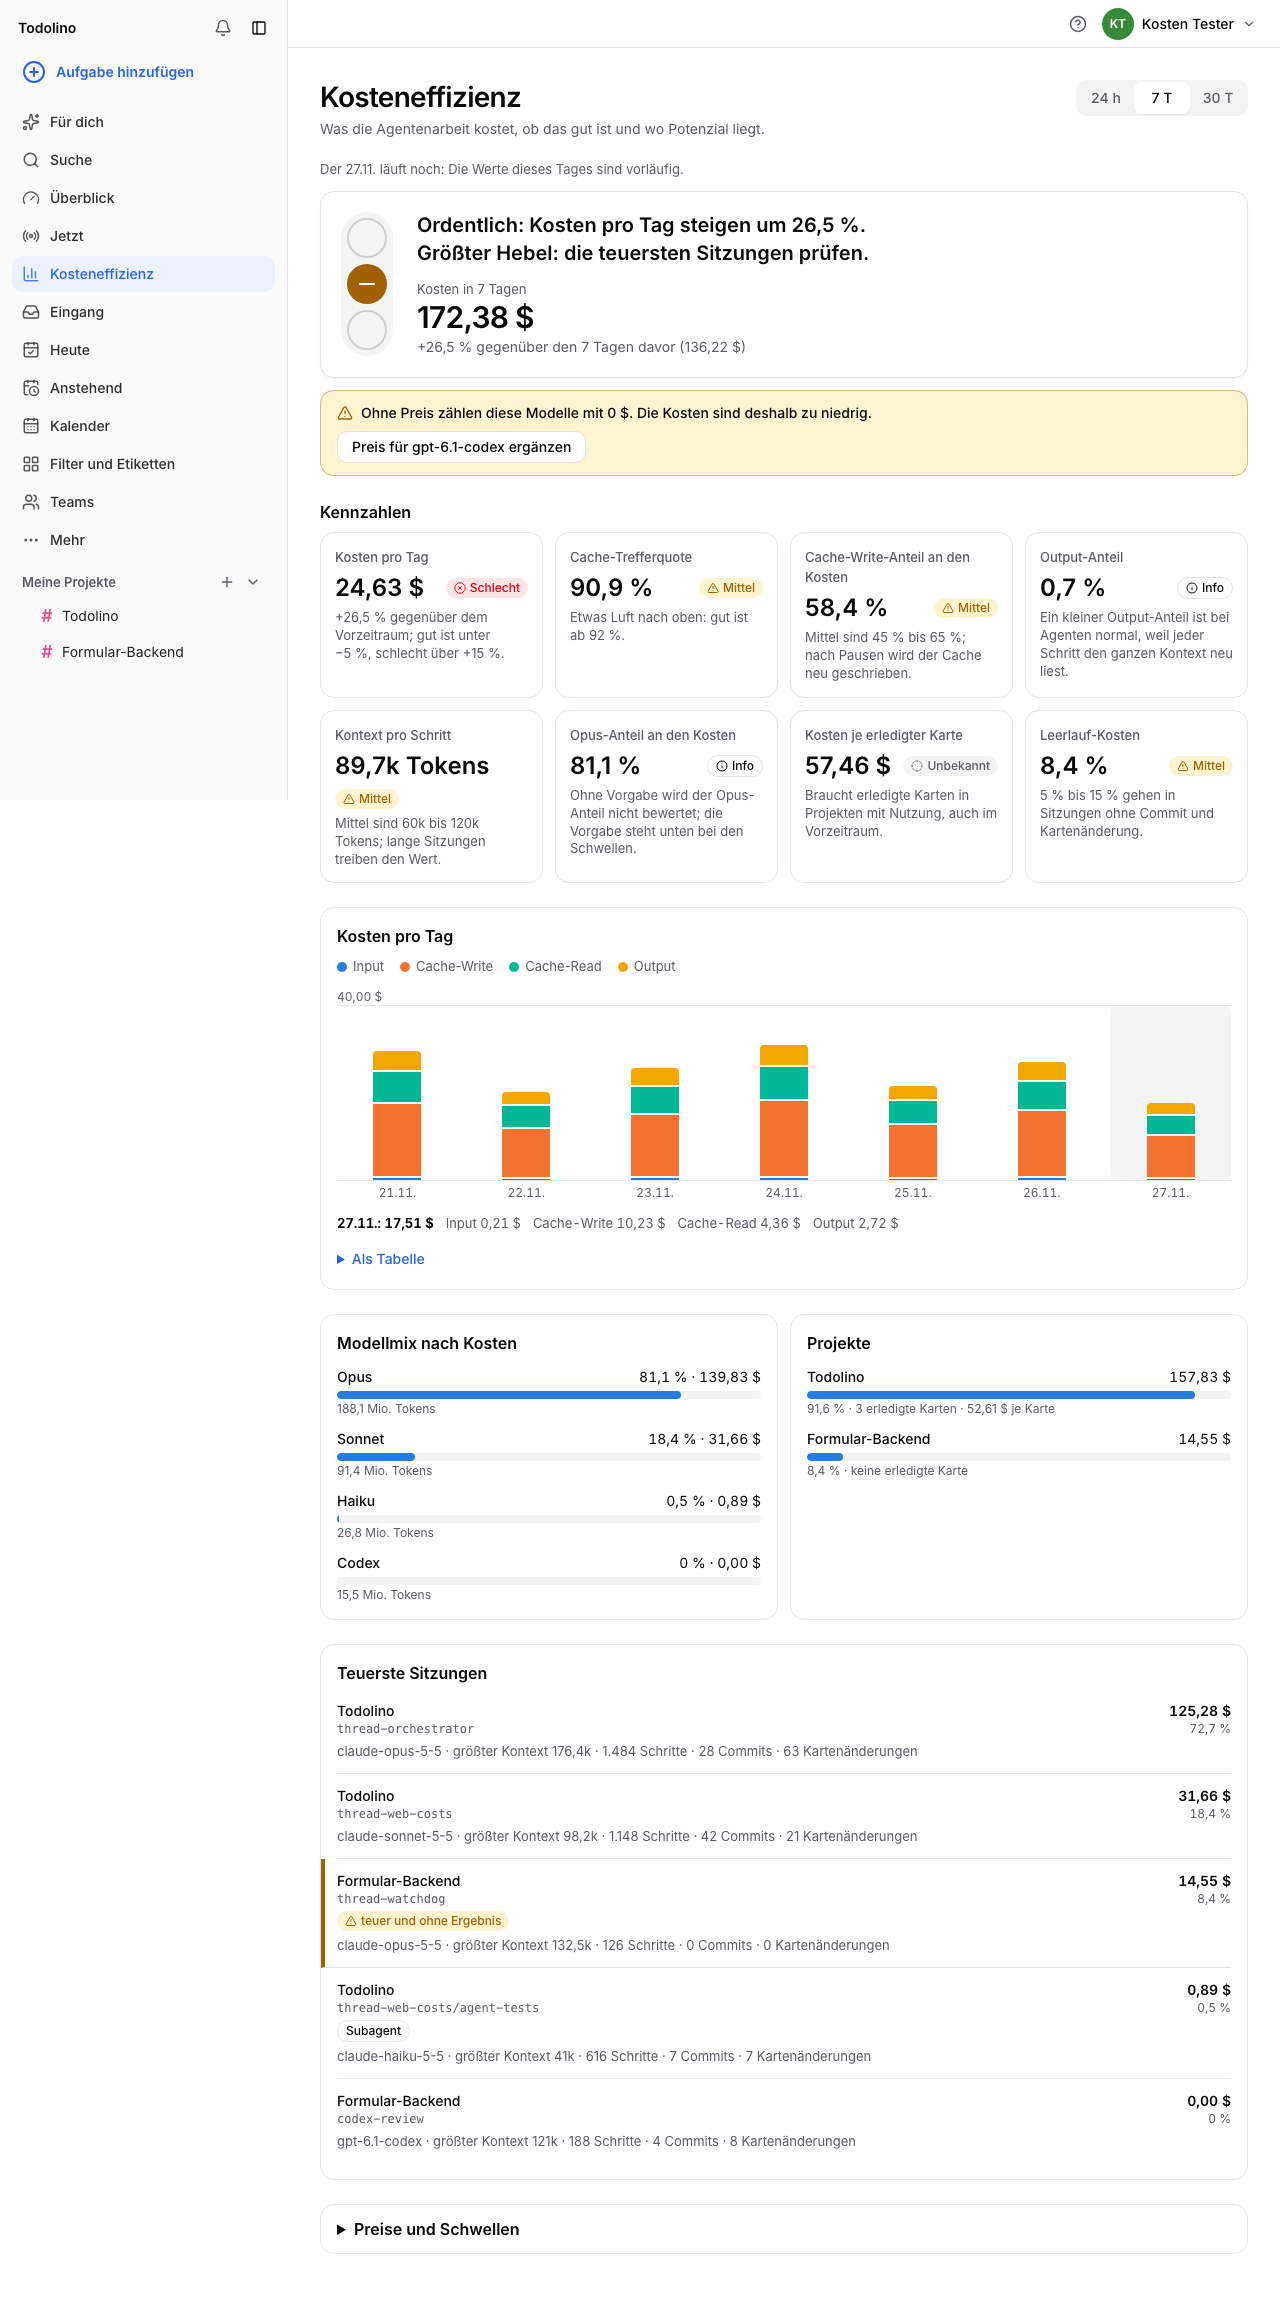 Todolino
Aufgabe hinzufügen
Für dich
Suche
Überblick
Jetzt
Kosteneffizienz
Eingang
Heute
Anstehend
Kalender
Filter und Etiketten
Teams
Mehr
Meine Projekte
# Todolino
# Formular-Backend
KT Kosten Tester
Kosteneffizienz
24 h 7 T 30 T
Was die Agentenarbeit kostet, ob das gut ist und wo Potenzial liegt.
Der 27.11. läuft noch: Die Werte dieses Tages sind vorläufig.
Ordentlich: Kosten pro Tag steigen um 26,5 %.
Größter Hebel: die teuersten Sitzungen prüfen.
Kosten in 7 Tagen
172,38 $
+26,5 % gegenüber den 7 Tagen davor (136,22 $)
Ohne Preis zählen diese Modelle mit 0 $. Die Kosten sind deshalb zu niedrig.
Preis für gpt-6.1-codex ergänzen
Kennzahlen
Kosten pro Tag
24,63 $ Schlecht
+26,5 % gegenüber dem
Vorzeitraum; gut ist unter
−5 %, schlecht über +15 %.
Cache-Trefferquote
90,9 % Mittel
Etwas Luft nach oben: gut ist
ab 92 %.
Cache-Write-Anteil an den
Kosten
58,4 % Mittel
Mittel sind 45 % bis 65 %;
nach Pausen wird der Cache
neu geschrieben.
Output-Anteil
0,7 % Info
Ein kleiner Output-Anteil ist bei
Agenten normal, weil jeder
Schritt den ganzen Kontext neu
liest.
Kontext pro Schritt
89,7k Tokens
Mittel
Mittel sind 60k bis 120k
Tokens; lange Sitzungen
treiben den Wert.
Opus-Anteil an den Kosten
81,1 % Info
Ohne Vorgabe wird der Opus-
Anteil nicht bewertet; die
Vorgabe steht unten bei den
Schwellen.
Kosten je erledigter Karte
57,46 $ Unbekannt
Braucht erledigte Karten in
Projekten mit Nutzung, auch im
Vorzeitraum.
Leerlauf-Kosten
8,4 % Mittel
5 % bis 15 % gehen in
Sitzungen ohne Commit und
Kartenänderung.
Kosten pro Tag
Input Cache-Write Cache-Read Output
40,00 $
21.11. 22.11. 23.11. 24.11. 25.11. 26.11. 27.11.
27.11.: 17,51 $ Input 0,21 $ Cache-Write 10,23 $ Cache-Read 4,36 $ Output 2,72 $
Als Tabelle
Modellmix nach Kosten
Opus 81,1 % · 139,83 $
188,1 Mio. Tokens
Sonnet 18,4 % · 31,66 $
91,4 Mio. Tokens
Haiku 0,5 % · 0,89 $
26,8 Mio. Tokens
Codex 0 % · 0,00 $
15,5 Mio. Tokens
Projekte
Todolino 157,83 $
91,6 % · 3 erledigte Karten · 52,61 $ je Karte
Formular-Backend 14,55 $
8,4 % · keine erledigte Karte
Teuerste Sitzungen
Todolino 125,28 $
thread-orchestrator 72,7 %
claude-opus-5-5 · größter Kontext 176,4k · 1.484 Schritte · 28 Commits · 63 Kartenänderungen
Todolino 31,66 $
thread-web-costs 18,4 %
claude-sonnet-5-5 · größter Kontext 98,2k · 1.148 Schritte · 42 Commits · 21 Kartenänderungen
Formular-Backend 14,55 $
thread-watchdog 8,4 %
teuer und ohne Ergebnis
claude-opus-5-5 · größter Kontext 132,5k · 126 Schritte · 0 Commits · 0 Kartenänderungen
Todolino 0,89 $
thread-web-costs/agent-tests 0,5 %
Subagent
claude-haiku-5-5 · größter Kontext 41k · 616 Schritte · 7 Commits · 7 Kartenänderungen
Formular-Backend 0,00 $
codex-review 0 %
gpt-6.1-codex · größter Kontext 121k · 188 Schritte · 4 Commits · 8 Kartenänderungen
Preise und Schwellen